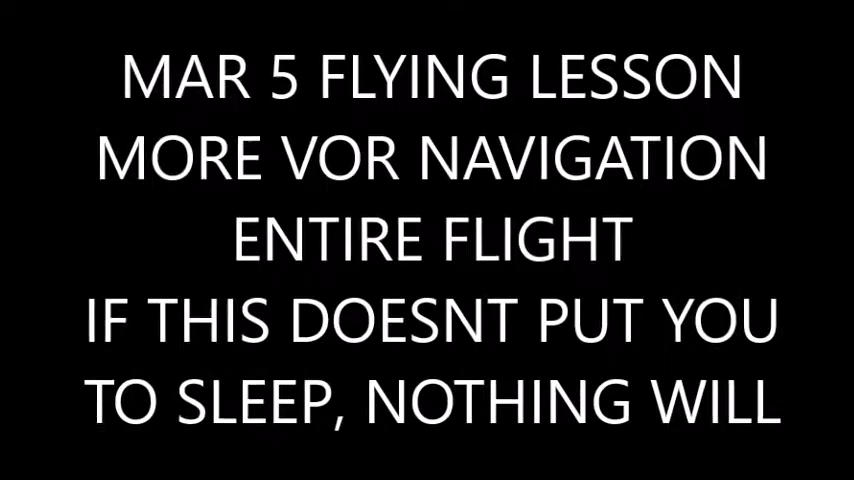 MAR 5 FLYING LESSON
MORE VOR NAVIGATION
ENTIRE FLIGHT
IF THIS DOESNT PUT YOU
TO SLEEP, NOTHING WILL